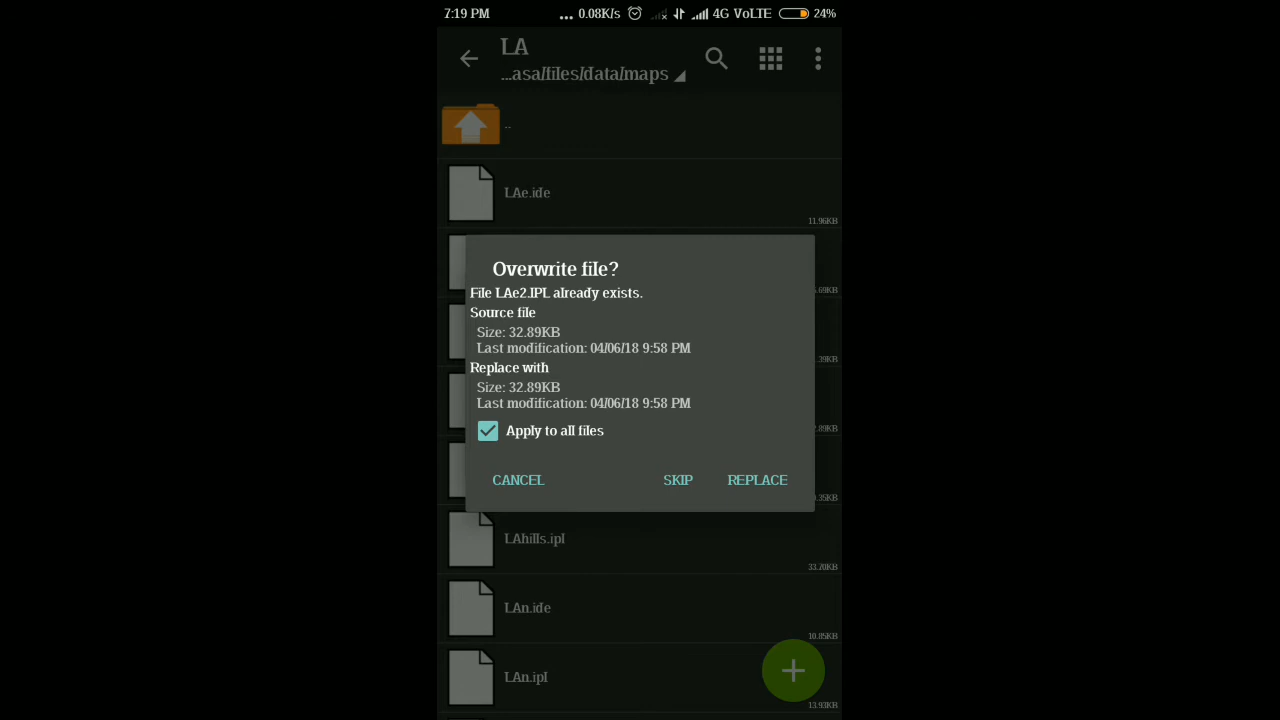 7:19 PM
... 0.08K/s 4G VoLTE 24%
LA
...asa/files/data/maps
..
LAe.ide
11.96KB
Overwrite file?
File LAe2.IPL already exists.
Source file
Size: 32.89KB
Last modification: 04/06/18 9:58 PM
Replace with
Size: 32.89KB
Last modification: 04/06/18 9:58 PM
Apply to all files
CANCEL
SKIP
REPLACE
LAhills.ipl
33.70KB
LAn.ide
10.85KB
LAn.ipl
13.93KB